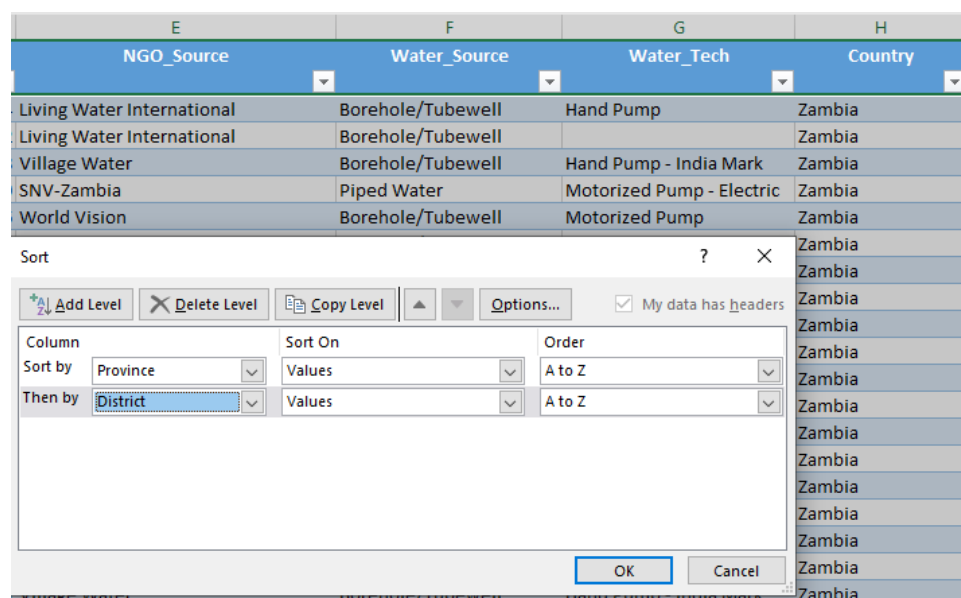 E F G H
NGO_Source Water_Source Water_Tech Country
Living Water International Borehole/Tubewell Hand Pump Zambia
Living Water International Borehole/Tubewell Zambia
Village Water Borehole/Tubewell Hand Pump - India Mark Zambia
SNV-Zambia Piped Water Motorized Pump - Electric Zambia
World Vision Borehole/Tubewell Motorized Pump Zambia
Zambia
Sort ? X
Zambia
Add Level Delete Level Copy Level Options... My data has headers Zambia
Zambia
Column Sort On Order Zambia
Sort by Province Values A to Z Zambia
Then by District Values A to Z Zambia
Zambia
Zambia
Zambia
Zambia
Zambia
OK Cancel Zambia
Zambia